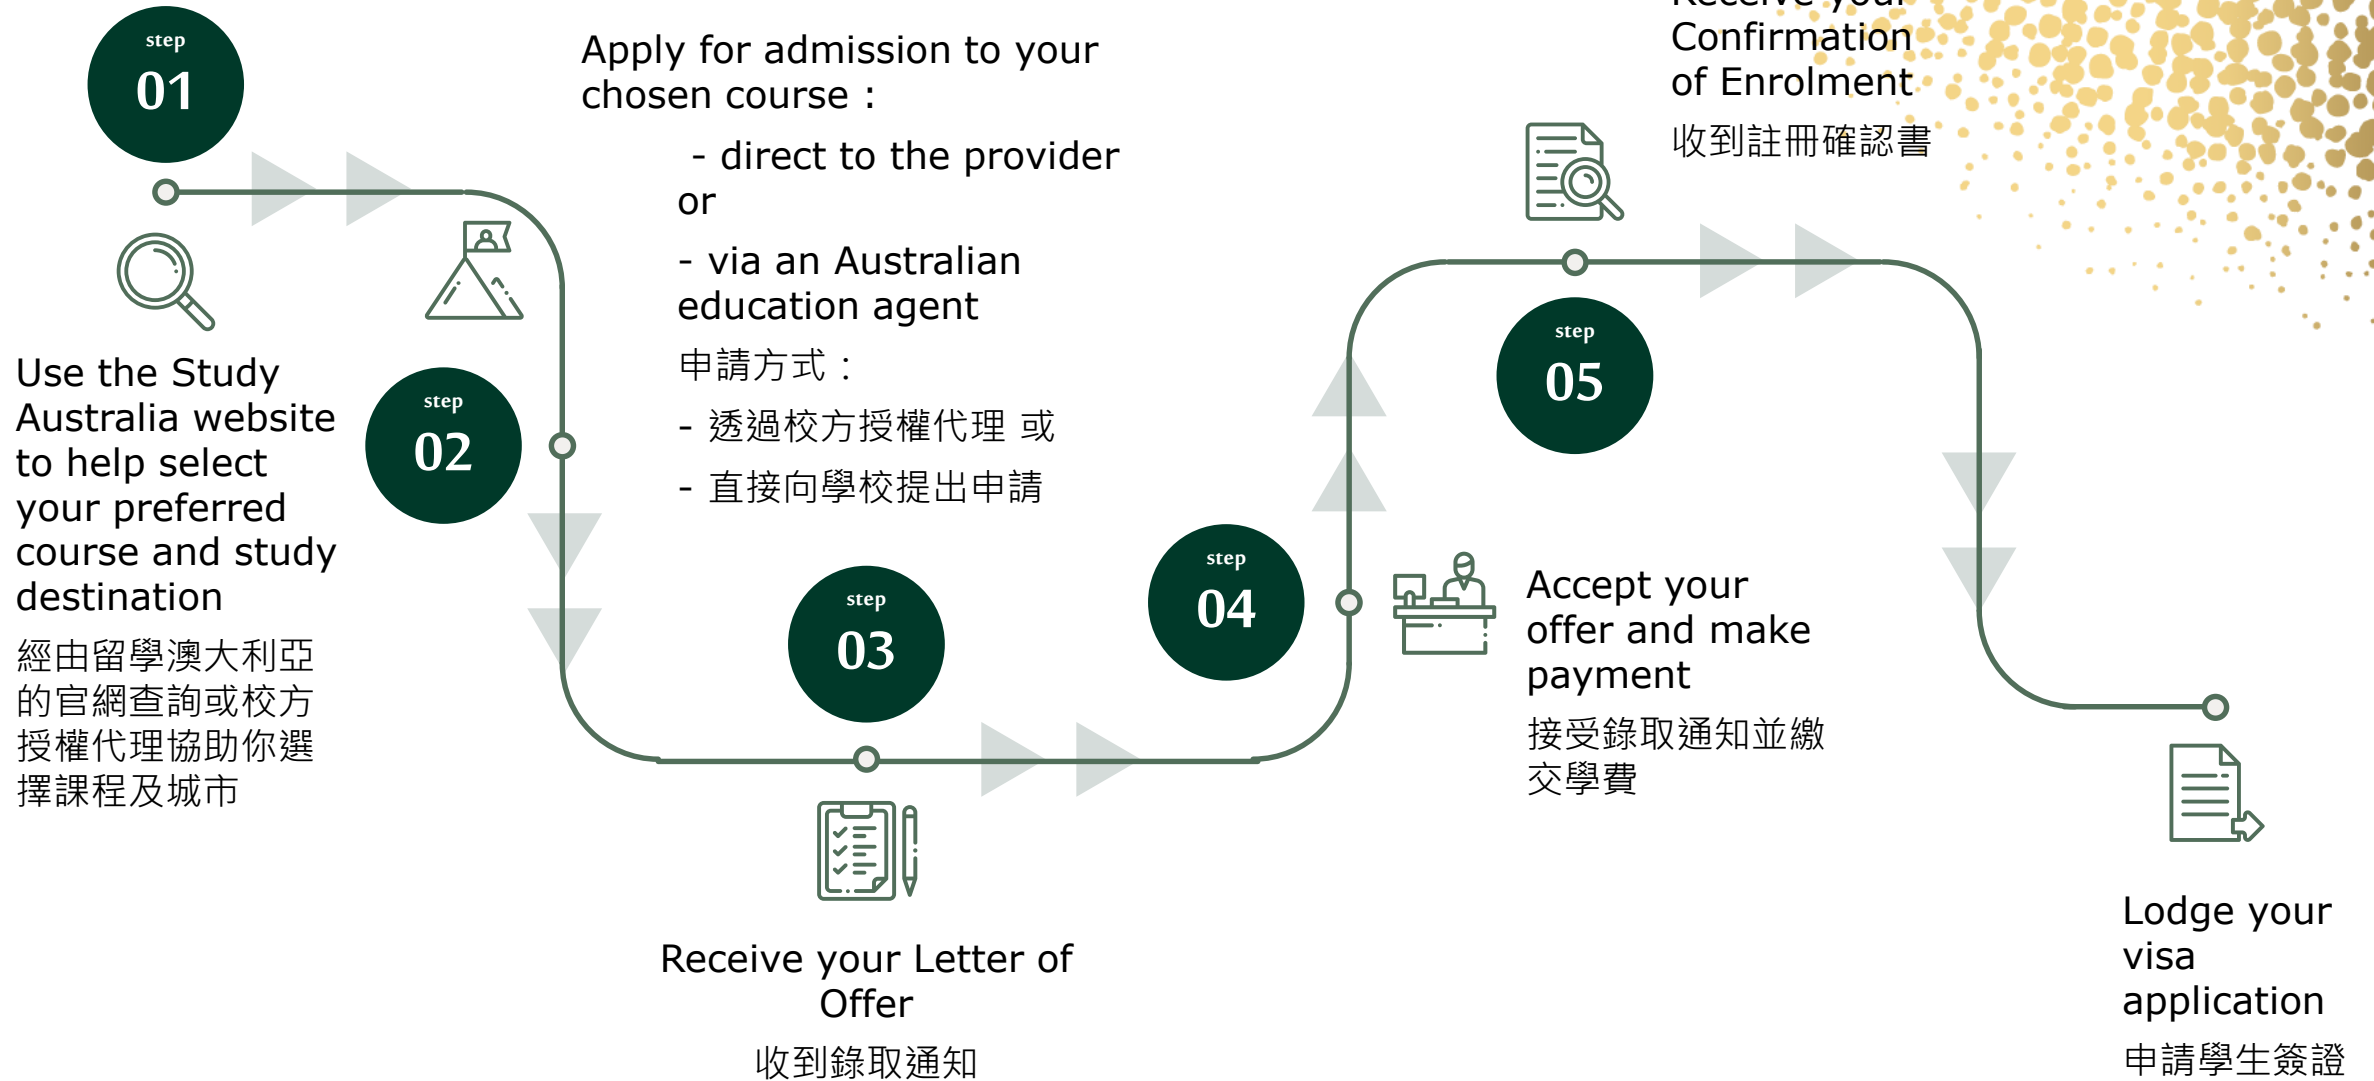 step
01
Use the Study
Australia website
to help select
your preferred
course and study
destination
經由留學澳大利亞
的官網查詢或校方
授權代理協助你選
擇課程及城市
step
02
Apply for admission to your
chosen course :
- direct to the provider
or
- via an Australian
education agent
申請方式：
- 透過校方授權代理 或
- 直接向學校提出申請
step
03
Receive your Letter of
Offer
收到錄取通知
step
04
Accept your
offer and make
payment
接受錄取通知並繳
交學費
step
05
Receive your
Confirmation
of Enrolment
收到註冊確認書
Lodge your
visa
application
申請學生簽證